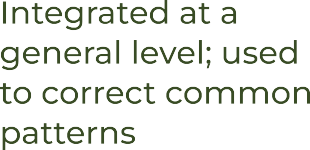 Integrated at a
general level; used
to correct common
patterns